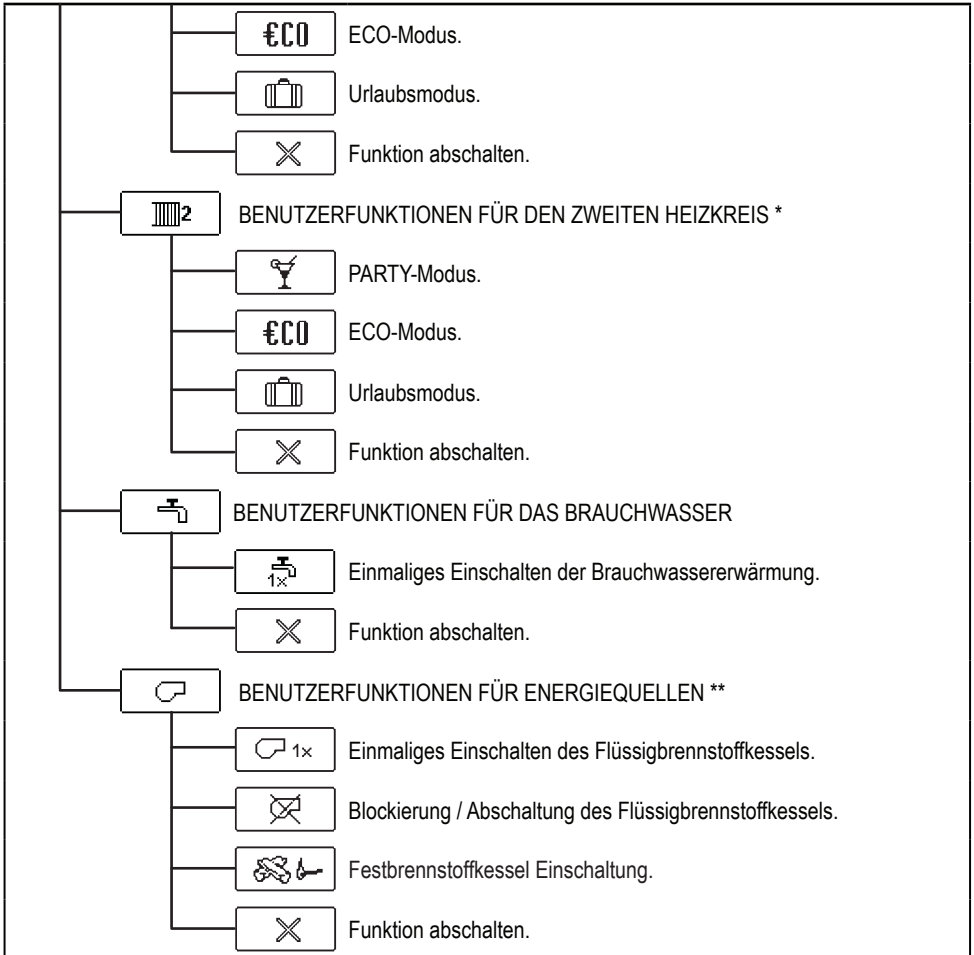 €CO ECO-Modus.
Urlaubsmodus.
Funktion abschalten.
2 BENUTZERFUNKTIONEN FÜR DEN ZWEITEN HEIZKREIS *
PARTY-Modus.
€CO ECO-Modus.
Urlaubsmodus.
Funktion abschalten.
BENUTZERFUNKTIONEN FÜR DAS BRAUCHWASSER
1x Einmaliges Einschalten der Brauchwassererwärmung.
Funktion abschalten.
BENUTZERFUNKTIONEN FÜR ENERGIEQUELLEN **
1x Einmaliges Einschalten des Flüssigbrennstoffkessels.
Blockierung / Abschaltung des Flüssigbrennstoffkessels.
Festbrennstoffkessel Einschaltung.
Funktion abschalten.